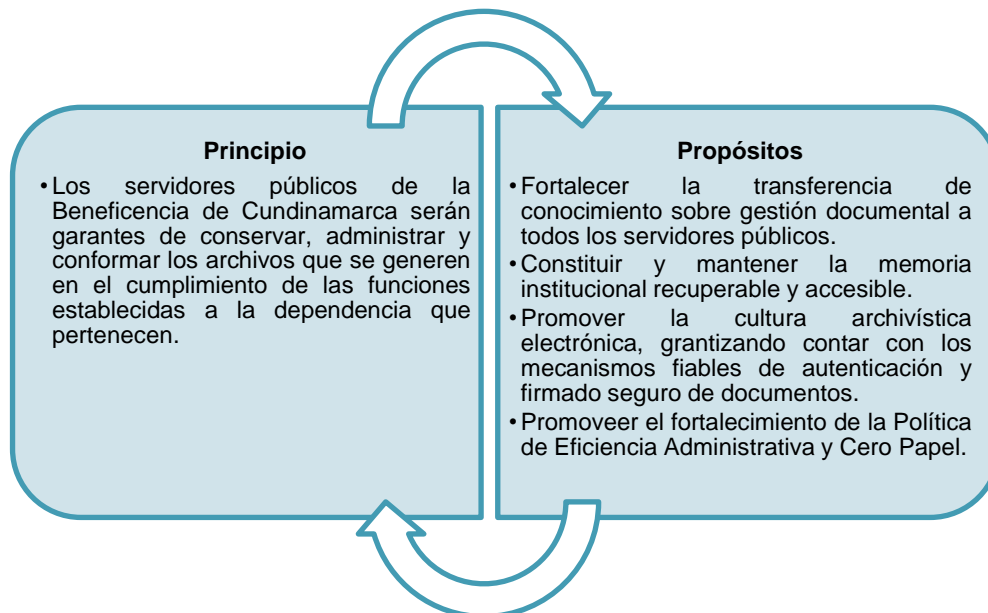 Principio
•Los servidores públicos de la
Beneficencia de Cundinamarca serán
garantes de conservar, administrar y
conformar los archivos que se generen
en el cumplimiento de las funciones
establecidas a la dependencia que
pertenecen.
Propósitos
•Fortalecer la transferencia de
conocimiento sobre gestión documental a
todos los servidores públicos.
•Constituir y mantener la memoria
institucional recuperable y accesible.
•Promover la cultura archivística
electrónica, grantizando contar con los
mecanismos fiables de autenticación y
firmado seguro de documentos.
•Promoveer el fortalecimiento de la Política
de Eficiencia Administrativa y Cero Papel.